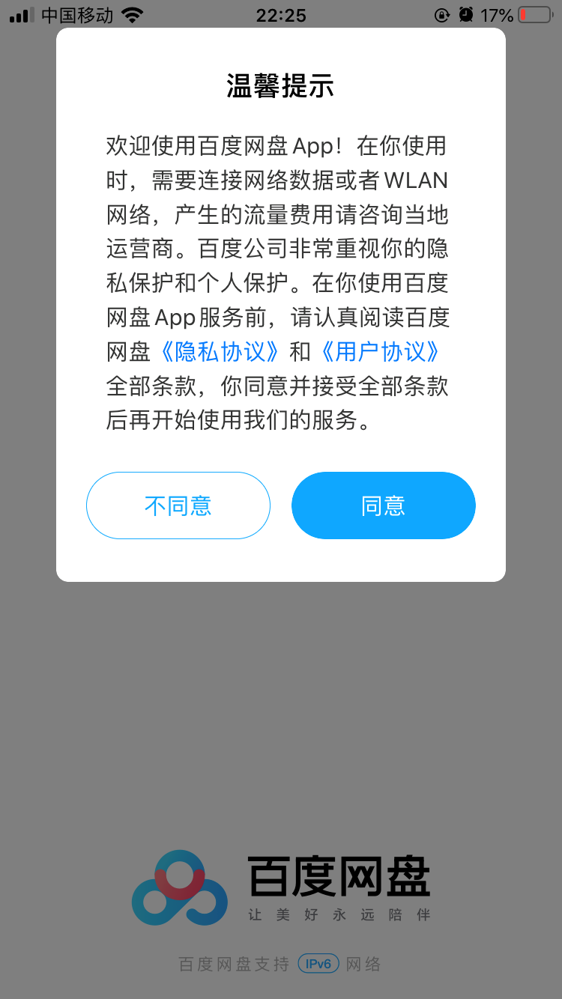 中国移动 22:25 17%
温馨提示
欢迎使用百度网盘App！在你使用
时，需要连接网络数据或者WLAN
网络，产生的流量费用请咨询当地
运营商。百度公司非常重视你的隐
私保护和个人保护。在你使用百度
网盘App服务前，请认真阅读百度
网盘《隐私协议》和《用户协议》
全部条款，你同意并接受全部条款
后再开始使用我们的服务。
不同意 同意
百度网盘
让美好永远陪伴
百度网盘支持 IPv6 网络